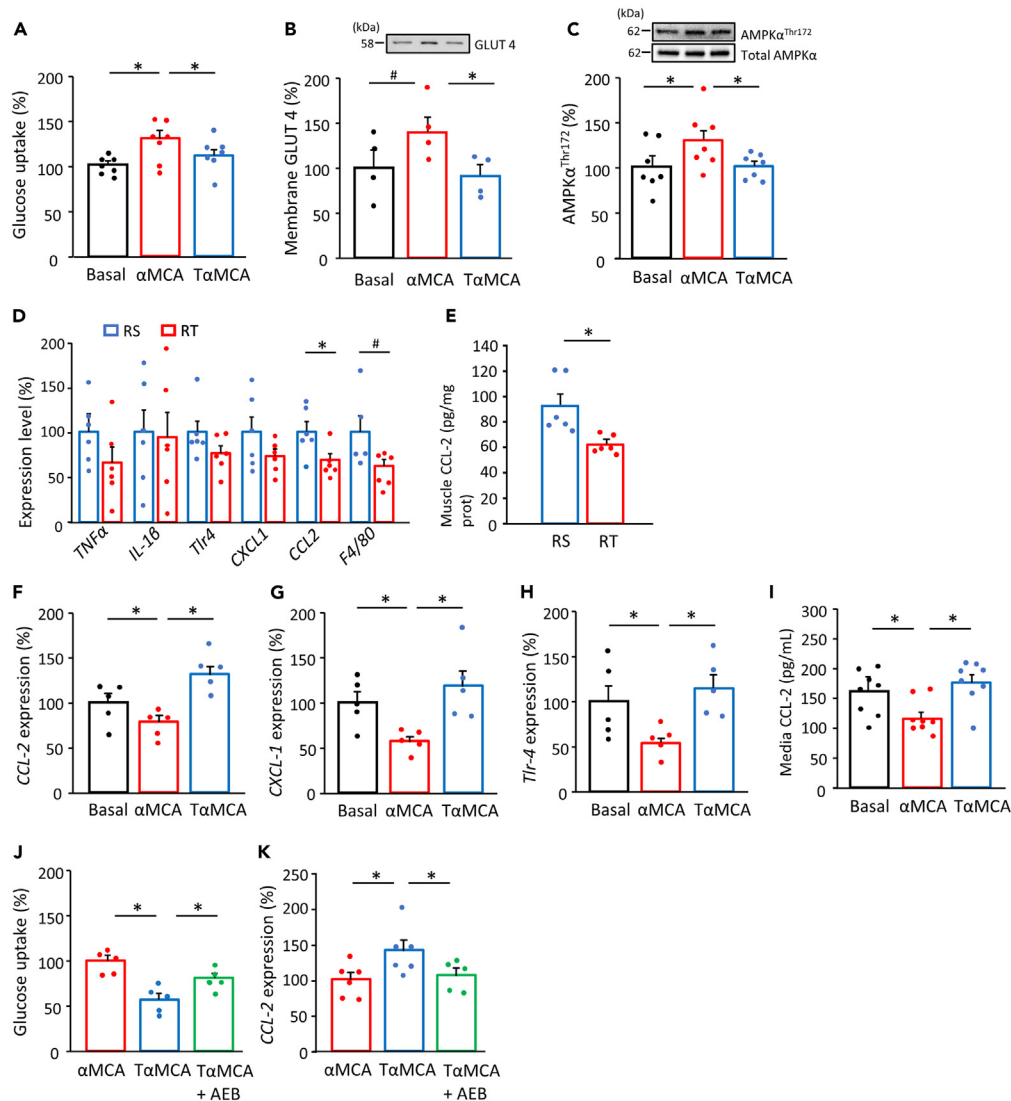 A
Glucose uptake (%)
200
150
100
50
0
*
*
Basal
αMCA
TαMCA
B
(kDa)
58
GLUT 4
Membrane GLUT 4 (%)
200
150
100
50
0
#
*
Basal
αMCA
TαMCA
C
(kDa)
62
AMPKα^Thr172
62
Total AMPKα
AMPKα^Thr172 (%)
200
150
100
50
0
*
*
Basal
αMCA
TαMCA
D
RS
RT
Expression level (%)
200
150
100
50
0
*
#
TNFα
IL-1β
Tlr4
CXCL1
CCL2
F4/80
E
Muscle CCL-2 (pg/mg
prot)
140
120
100
80
60
40
20
0
*
RS
RT
F
CCL-2 expression (%)
200
150
100
50
0
*
*
Basal
αMCA
TαMCA
G
CXCL-1 expression (%)
200
150
100
50
0
*
*
Basal
αMCA
TαMCA
H
Tlr-4 expression (%)
200
150
100
50
0
*
*
Basal
αMCA
TαMCA
I
Media CCL-2 (pg/mL)
300
250
200
150
100
50
0
*
*
Basal
αMCA
TαMCA
J
Glucose uptake (%)
200
150
100
50
0
*
*
αMCA
TαMCA
TαMCA
+ AEB
K
CCL-2 expression (%)
250
200
150
100
50
0
*
*
αMCA
TαMCA
TαMCA
+ AEB